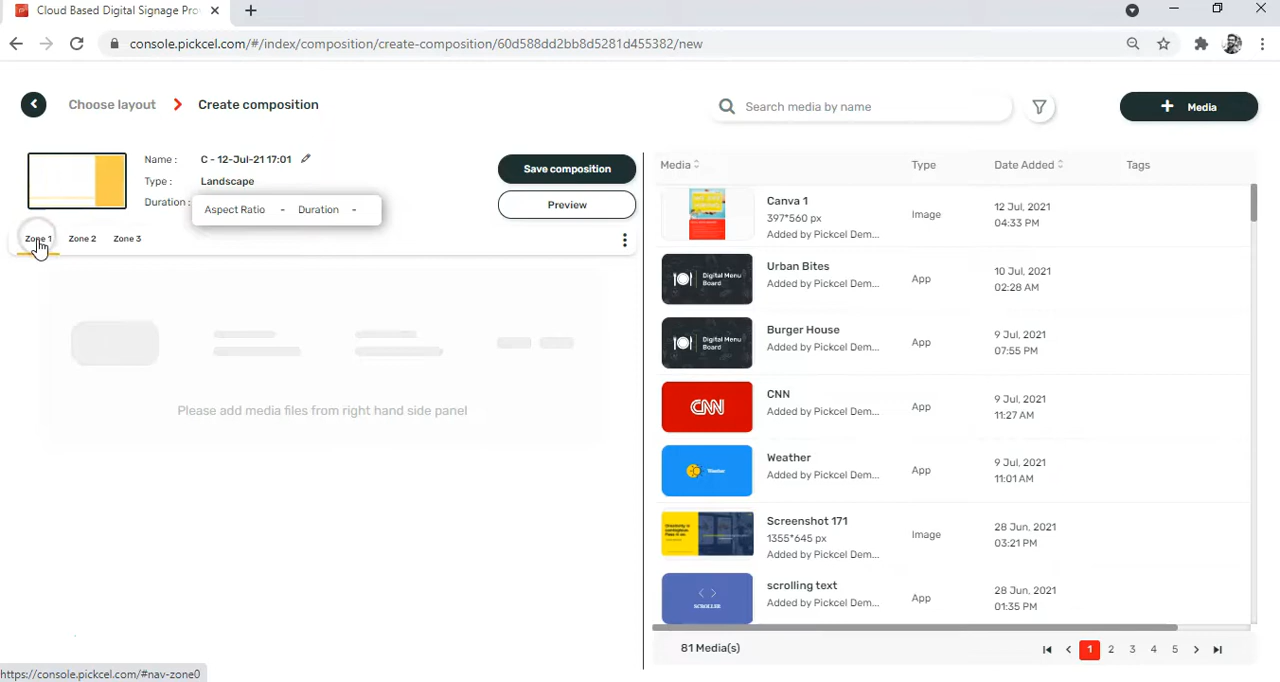 Cloud Based Digital Signage Pro
console.pickcel.com/#/index/composition/create-composition/60d588dd2bb8d5281d455382/new
Choose layout
Create composition
Search media by name
Media
Name :
C - 12-Jul-21 17:01
Type :
Landscape
Duration :
Aspect Ratio - Duration -
Save composition
Preview
Zone 1
Zone 2
Zone 3
Please add media files from right hand side panel
Media
Type
Date Added
Tags
Canva 1
397*560 px
Added by Pickcel Dem...
Image
12 Jul, 2021
04:33 PM
Digital Menu
Board
Urban Bites
Added by Pickcel Dem...
App
10 Jul, 2021
02:28 AM
Digital Menu
Board
Burger House
Added by Pickcel Dem...
App
9 Jul, 2021
07:55 PM
CNN
CNN
Added by Pickcel Dem...
App
9 Jul, 2021
11:27 AM
Weather
Weather
Added by Pickcel Dem...
App
9 Jul, 2021
11:01 AM
Screenshot 171
1355*645 px
Added by Pickcel Dem...
Image
28 Jun, 2021
03:21 PM
SCROLLER
scrolling text
Added by Pickcel Dem...
App
28 Jun, 2021
01:35 PM
81 Media(s)
1 2 3 4 5
https://console.pickcel.com/#nav-zone0